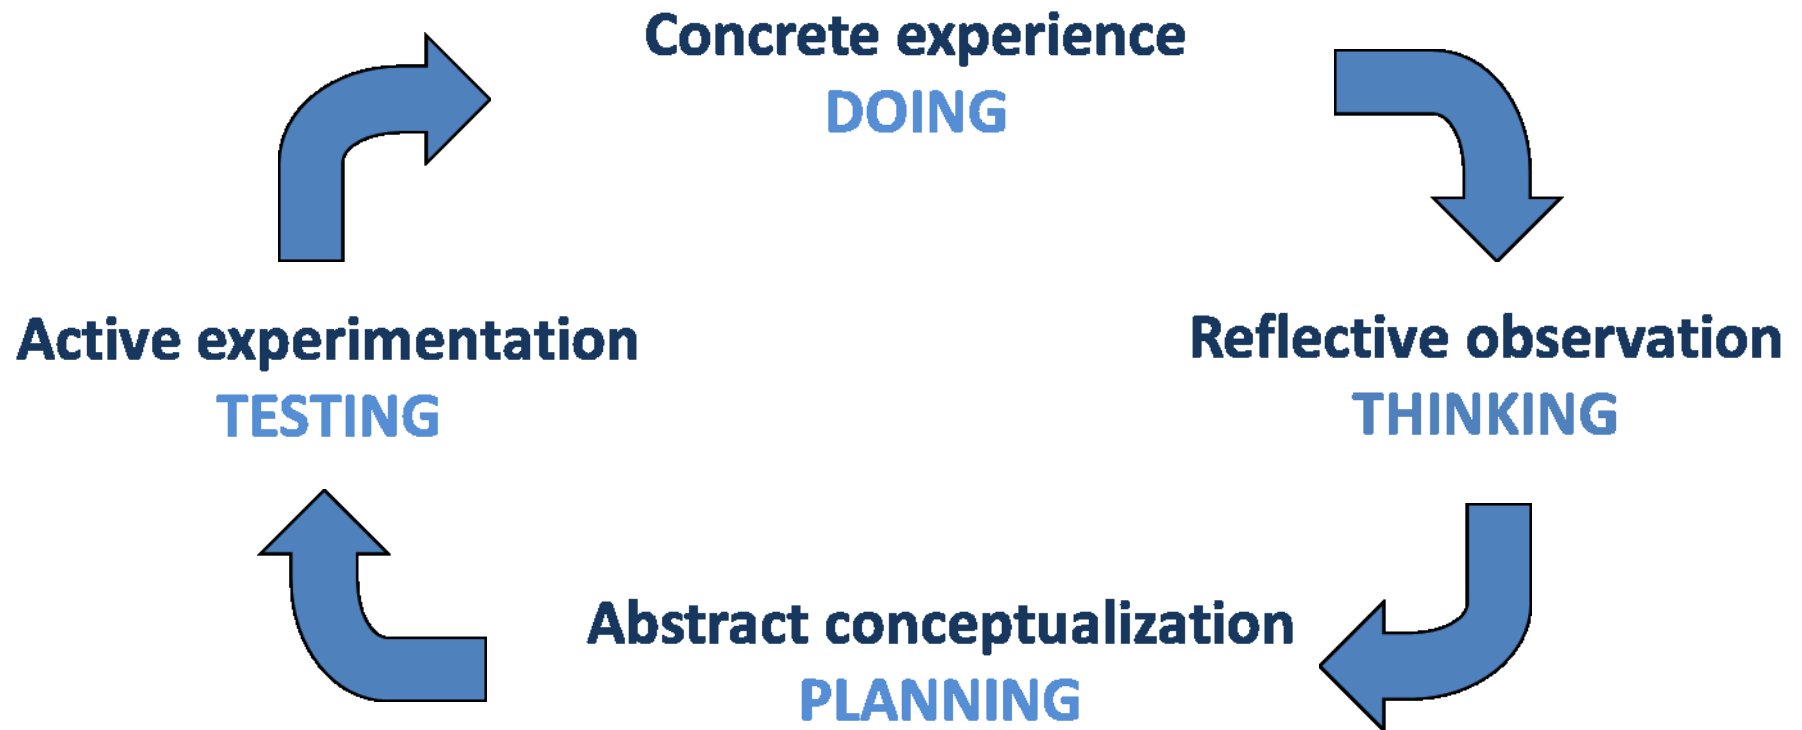 Concrete experience
DOING
Active experimentation
TESTING
Reflective observation
THINKING
Abstract conceptualization
PLANNING